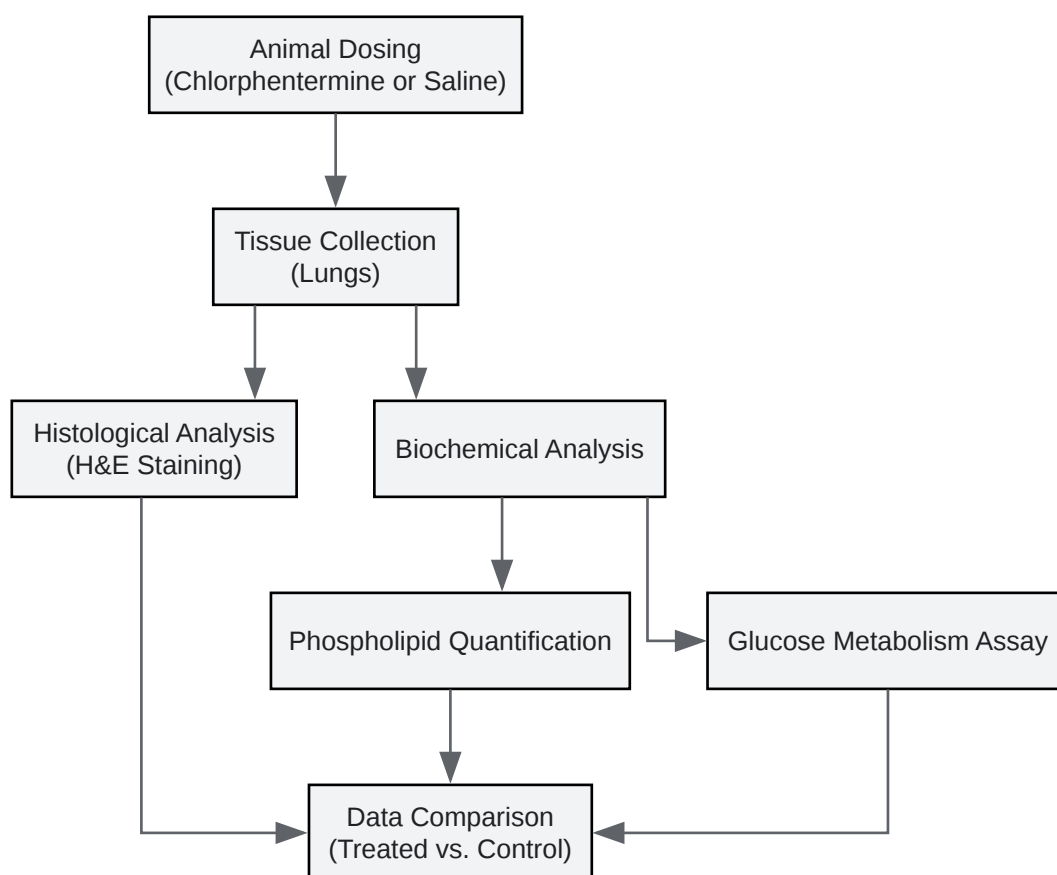 Animal Dosing
(Chlorphentermine or Saline)
Tissue Collection
(Lungs)
Histological Analysis
(H&E Staining)
Biochemical Analysis
Phospholipid Quantification
Glucose Metabolism Assay
Data Comparison
(Treated vs. Control)